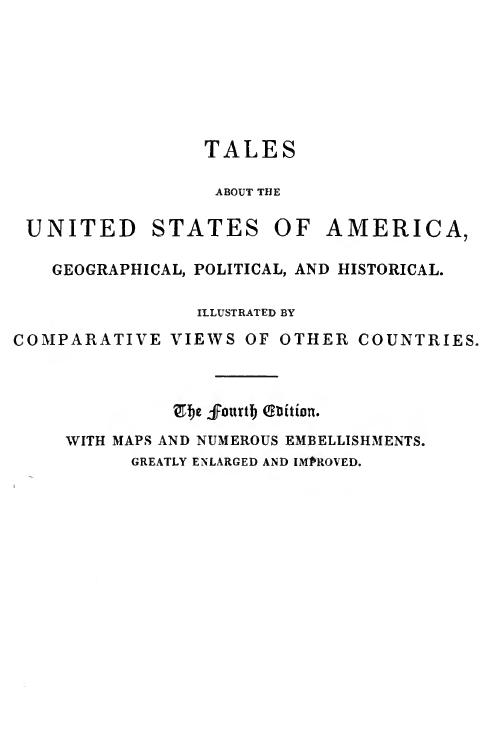 TALES
ABOUT THE
UNITED STATES OF AMERICA,
GEOGRAPHICAL, POLITICAL, AND HISTORICAL.
ILLUSTRATED BY
COMPARATIVE VIEWS OF OTHER COUNTRIES.
The Fourth Edition.
WITH MAPS AND NUMEROUS EMBELLISHMENTS.
GREATLY ENLARGED AND IMPROVED.